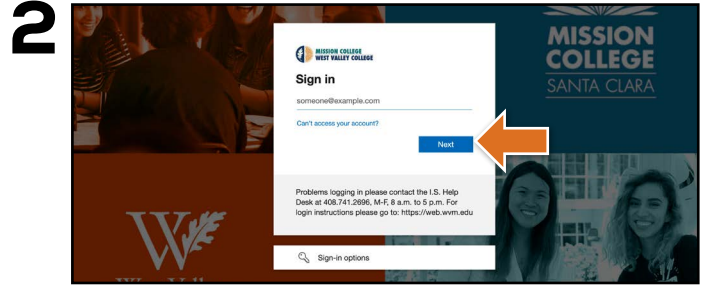 2
MISSION COLLEGE
WEST VALLEY COLLEGE
Sign in
someone@example.com
Can't access your account?
Next
Problems logging in please contact the I.S. Help
Desk at 408.741.2696, M-F, 8 a.m. to 5 p.m. For
login instructions please go to: https://web.wvm.edu
Sign-in options
MISSION
COLLEGE
SANTA CLARA
W